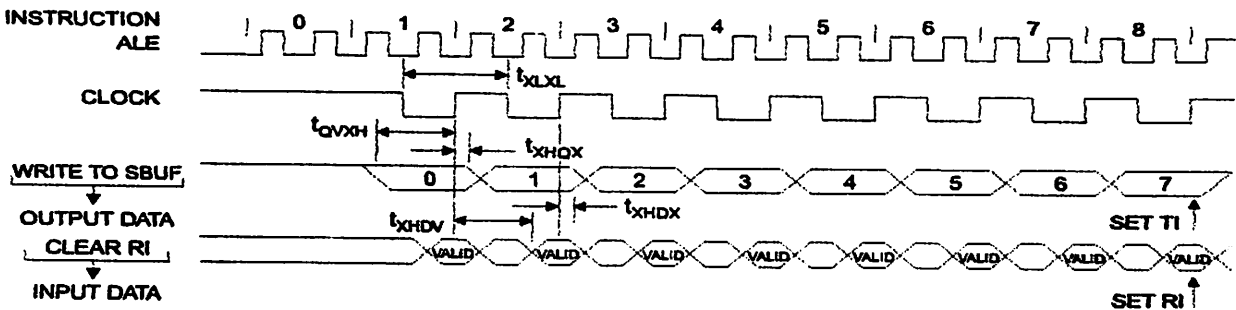 INSTRUCTION
0 1 2 3 4 5 6 7 8
ALE
tXLXL
CLOCK
tQVXH
tXHQX
WRITE TO SBUF
0 1 2 3 4 5 6 7
OUTPUT DATA
tXHDV
tXHDX
SET TI
CLEAR RI
VALID VALID VALID VALID VALID VALID VALID VALID
INPUT DATA
SET RI